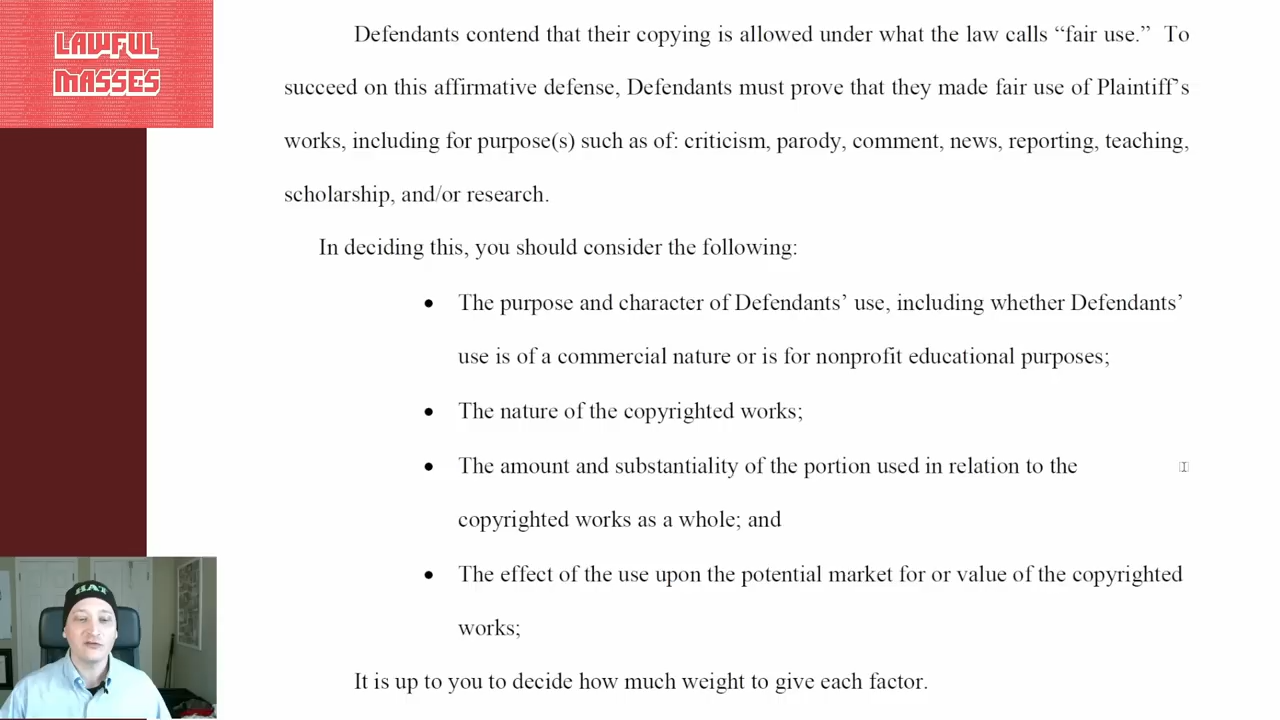 LAWFUL
MASSES
Defendants contend that their copying is allowed under what the law calls “fair use.” To
succeed on this affirmative defense, Defendants must prove that they made fair use of Plaintiff’s
works, including for purpose(s) such as of: criticism, parody, comment, news, reporting, teaching,
scholarship, and/or research.
In deciding this, you should consider the following:
• The purpose and character of Defendants’ use, including whether Defendants’
use is of a commercial nature or is for nonprofit educational purposes;
• The nature of the copyrighted works;
• The amount and substantiality of the portion used in relation to the
copyrighted works as a whole; and
• The effect of the use upon the potential market for or value of the copyrighted
works;
It is up to you to decide how much weight to give each factor.
HAT